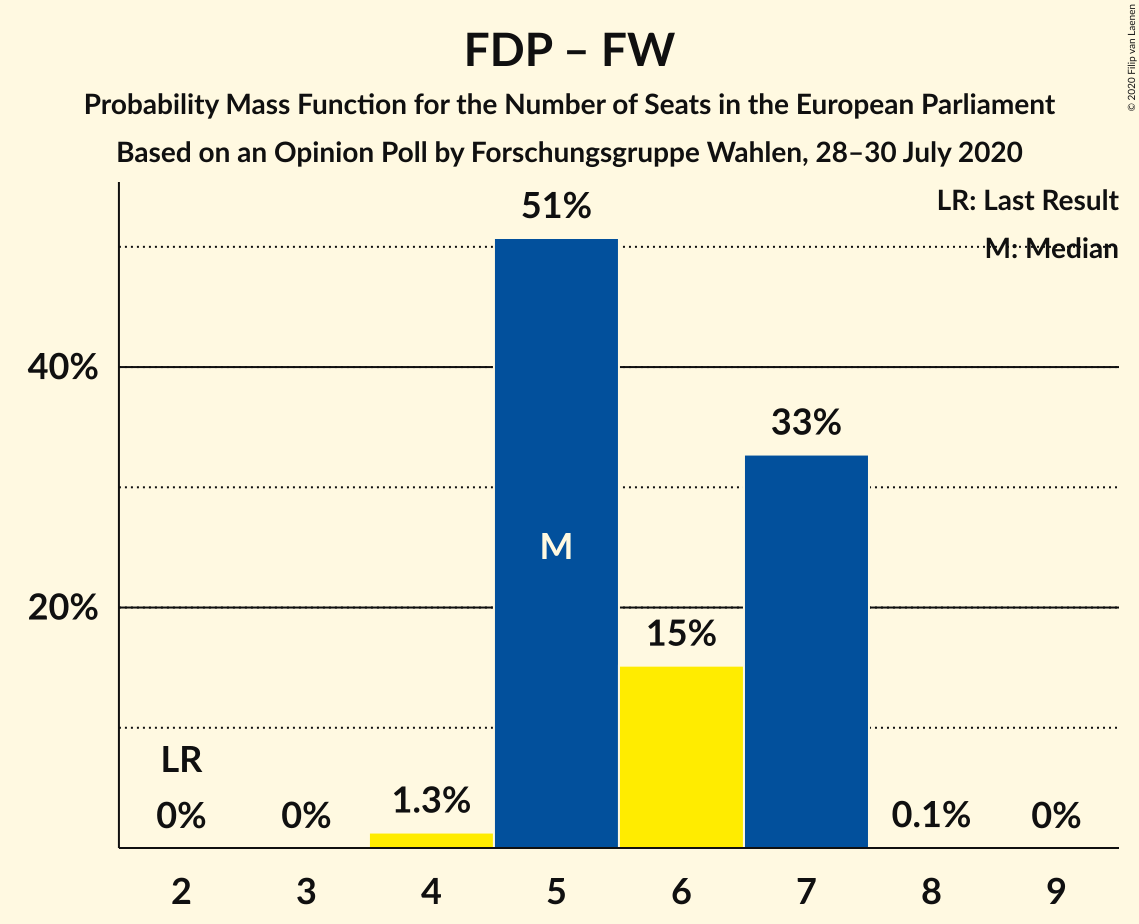 FDP – FW
Probability Mass Function for the Number of Seats in the European Parliament
Based on an Opinion Poll by Forschungsgruppe Wahlen, 28–30 July 2020
© 2020 Filip van Laenen
LR: Last Result
M: Median
51%
40%
33%
M
20%
15%
LR
0%
0%
1.3%
0.1%
0%
2
3
4
5
6
7
8
9